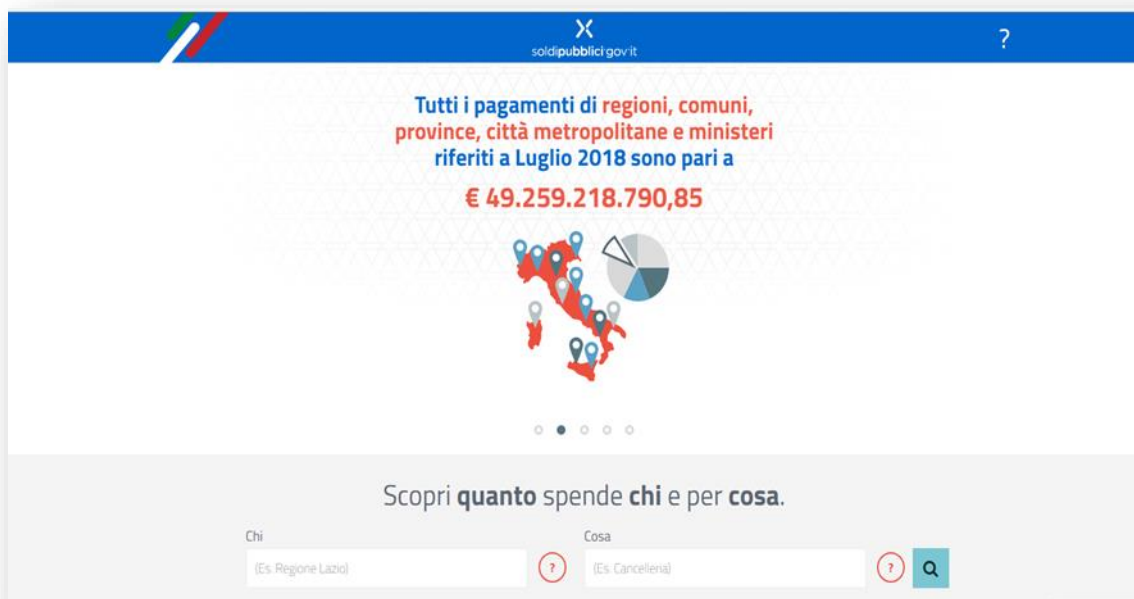 soldipubblici·gov·it
?
Tutti i pagamenti di regioni, comuni,
province, città metropolitane e ministeri
riferiti a Luglio 2018 sono pari a
€ 49.259.218.790,85
Scopri quanto spende chi e per cosa.
Chi
Cosa
(Es. Regione Lazio)
?
(Es. Cancelleria)
?